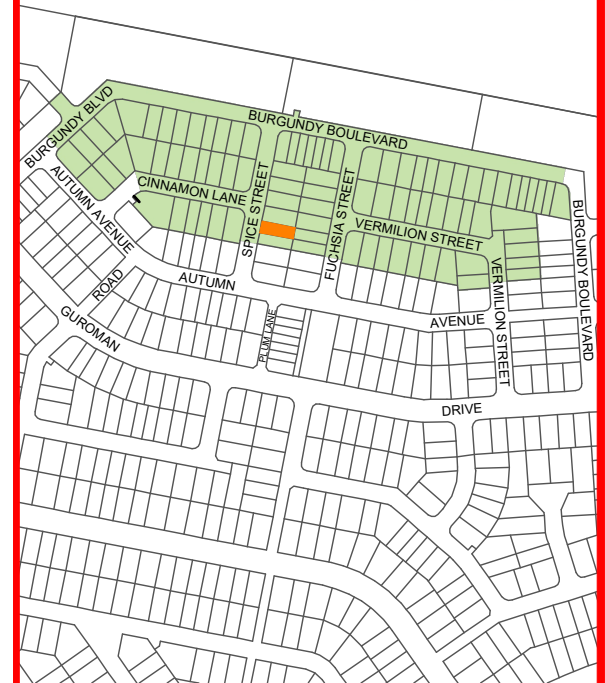 BURGUNDY BLVD
BURGUNDY BOULEVARD
CINNAMON LANE
SPICE STREET
FUCHSIA STREET
VERMILION STREET
BURGUNDY BOULEVARD
AUTUMN AVENUE
VERMILION STREET
ROAD
AUTUMN
AVENUE
GUROMAN
PLUM LANE
DRIVE